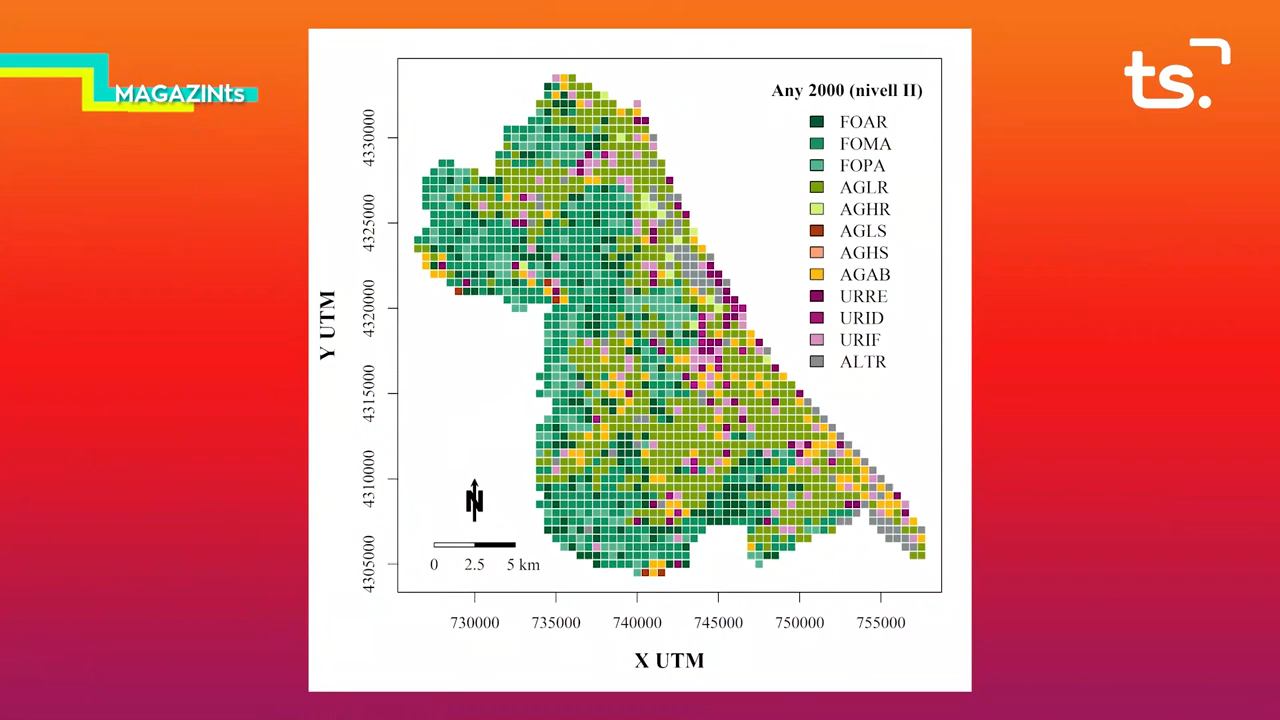 MAGAZINts
ts.
Any 2000 (nivell II)
FOAR
FOMA
FOPA
AGLR
AGHR
AGLS
AGHS
AGAB
URRE
URID
URIF
ALTR
Y UTM
4330000
4325000
4320000
4315000
4310000
4305000
N
0 2.5 5 km
730000 735000 740000 745000 750000 755000
X UTM